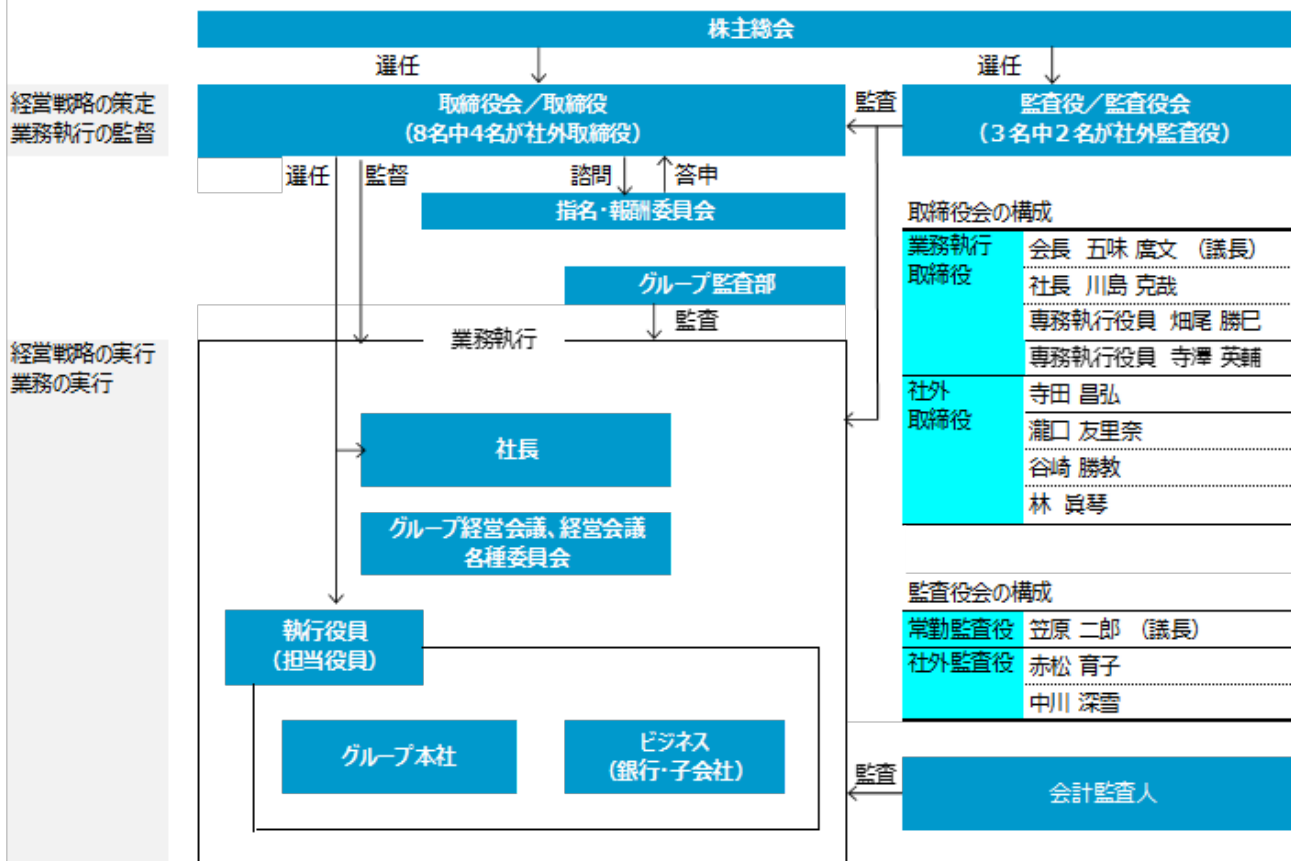 株主総会
選任
選任
経営戦略の策定
業務執行の監督
取締役会／取締役
（8名中4名が社外取締役）
監査
監査役／監査役会
（３名中２名が社外監査役）
選任
監督
諮問
答申
指名・報酬委員会
グループ監査部
監査
業務執行
経営戦略の実行
業務の実行
社長
グループ経営会議、経営会議
各種委員会
執行役員
（担当役員）
グループ本社
ビジネス
（銀行・子会社）
取締役会の構成
業務執行
取締役
会長 五味 廣文 （議長）
社長 川島 克哉
専務執行役員 畑尾 勝巳
専務執行役員 寺澤 英輔
社外
取締役
寺田 昌弘
瀧口 友里奈
谷崎 勝教
林 眞琴
監査役会の構成
常勤監査役 笠原 二郎 （議長）
社外監査役 赤松 育子
中川 深雪
監査
会計監査人